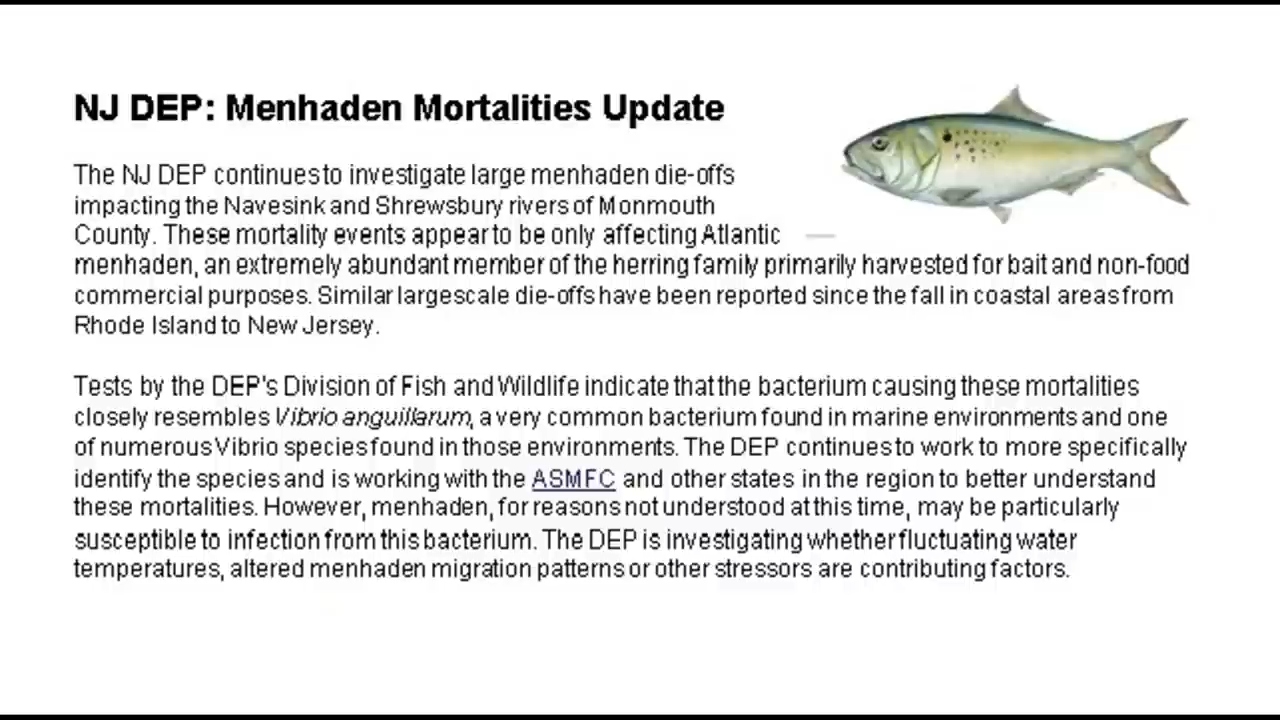 NJ DEP: Menhaden Mortalities Update
The NJ DEP continues to investigate large menhaden die-offs
impacting the Navesink and Shrewsbury rivers of Monmouth
County. These mortality events appear to be only affecting Atlantic
menhaden, an extremely abundant member of the herring family primarily harvested for bait and non-food
commercial purposes. Similar largescale die-offs have been reported since the fall in coastal areas from
Rhode Island to New Jersey.
Tests by the DEP's Division of Fish and Wildlife indicate that the bacterium causing these mortalities
closely resembles Vibrio anguillarum, a very common bacterium found in marine environments and one
of numerous Vibrio species found in those environments. The DEP continues to work to more specifically
identify the species and is working with the ASMFC and other states in the region to better understand
these mortalities. However, menhaden, for reasons not understood at this time, may be particularly
susceptible to infection from this bacterium. The DEP is investigating whether fluctuating water
temperatures, altered menhaden migration patterns or other stressors are contributing factors.